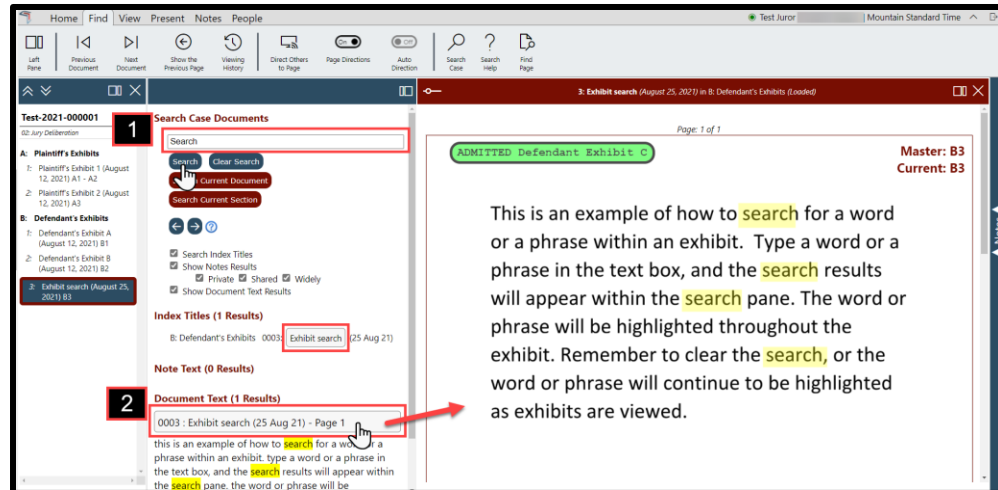 Home Find View Present Notes People
Test Juror
Mountain Standard Time
Left Pane
Previous Document
Next Document
Show the Previous Page
Viewing History
Direct Others to Page
On
Page Directions
Off
Auto Direction
Search Case
Search Help
Find Page
3: Exhibit search (August 25, 2021) in B: Defendant's Exhibits (Loaded)
Test-2021-000001
02: Jury Deliberation
A: Plaintiff's Exhibits
1: Plaintiff's Exhibit 1 (August
12, 2021) A1 - A2
2: Plaintiff's Exhibit 2 (August
12, 2021) A3
B: Defendant's Exhibits
1: Defendant's Exhibit A
(August 12, 2021) B1
2: Defendant's Exhibit B
(August 12, 2021) B2
3: Exhibit search (August 25,
2021) B3
1
Search Case Documents
Search
Search Clear Search
Current Document
Search Current Section
Search Index Titles
Show Notes Results
Private Shared Widely
Show Document Text Results
Index Titles (1 Results)
B: Defendant's Exhibits 0003: Exhibit search (25 Aug 21)
Note Text (0 Results)
2
Document Text (1 Results)
0003 : Exhibit search (25 Aug 21) - Page 1
this is an example of how to search for a word or a
phrase within an exhibit. type a word or a phrase in
the text box, and the search results will appear within
the search pane. the word or phrase will be
Page: 1 of 1
ADMITTED Defendant Exhibit C
Master: B3
Current: B3
This is an example of how to search for a word
or a phrase within an exhibit. Type a word or a
phrase in the text box, and the search results
will appear within the search pane. The word or
phrase will be highlighted throughout the
exhibit. Remember to clear the search, or the
word or phrase will continue to be highlighted
as exhibits are viewed.